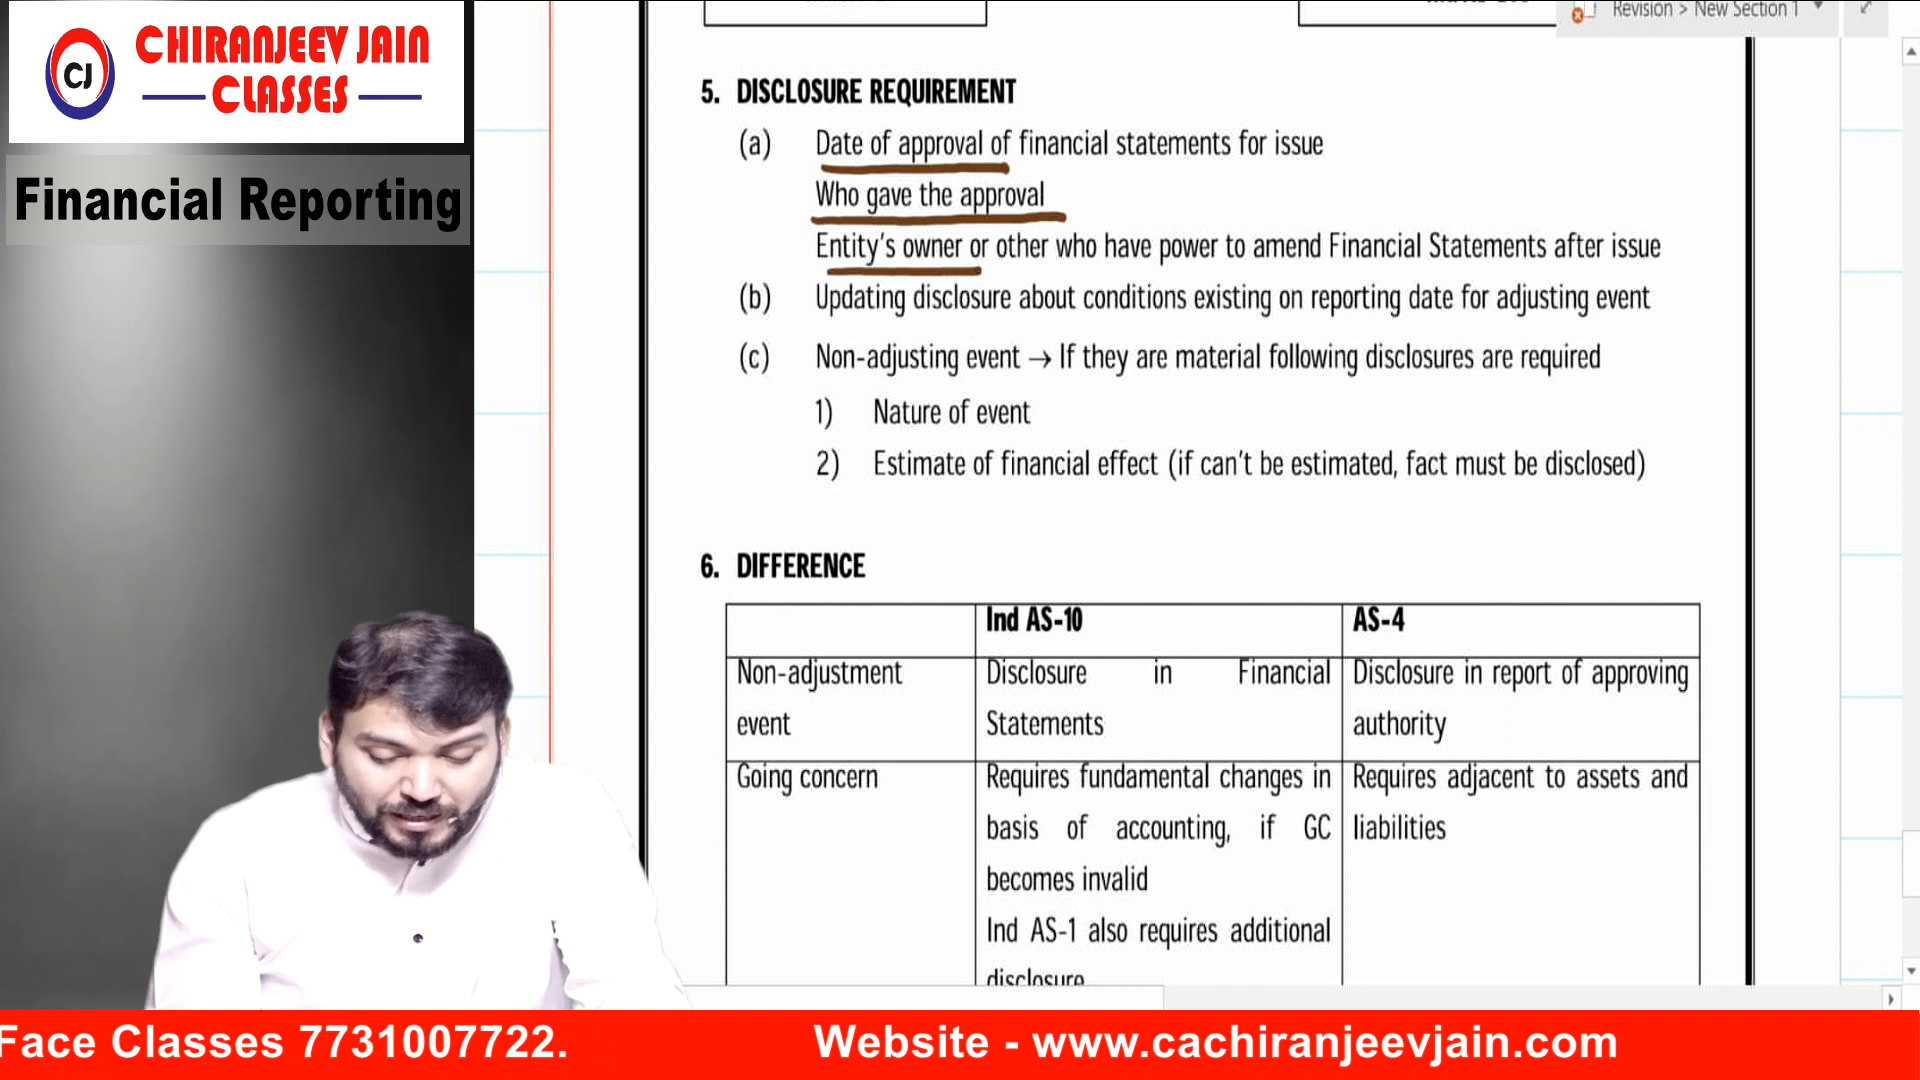 CHIRANJEEV JAIN
CJ
CLASSES
Financial Reporting
Revision > New Section 1
5. DISCLOSURE REQUIREMENT
(a) Date of approval of financial statements for issue
Who gave the approval
Entity's owner or other who have power to amend Financial Statements after issue
(b) Updating disclosure about conditions existing on reporting date for adjusting event
(c) Non-adjusting event → If they are material following disclosures are required
1) Nature of event
2) Estimate of financial effect (if can't be estimated, fact must be disclosed)
6. DIFFERENCE
Ind AS-10 AS-4
Non-adjustment Disclosure in Financial Disclosure in report of approving
event Statements authority
Going concern Requires fundamental changes in Requires adjacent to assets and
basis of accounting, if GC liabilities
becomes invalid
Ind AS-1 also requires additional
disclosure
Face Classes 7731007722. Website - www.cachiranjeevjain.com